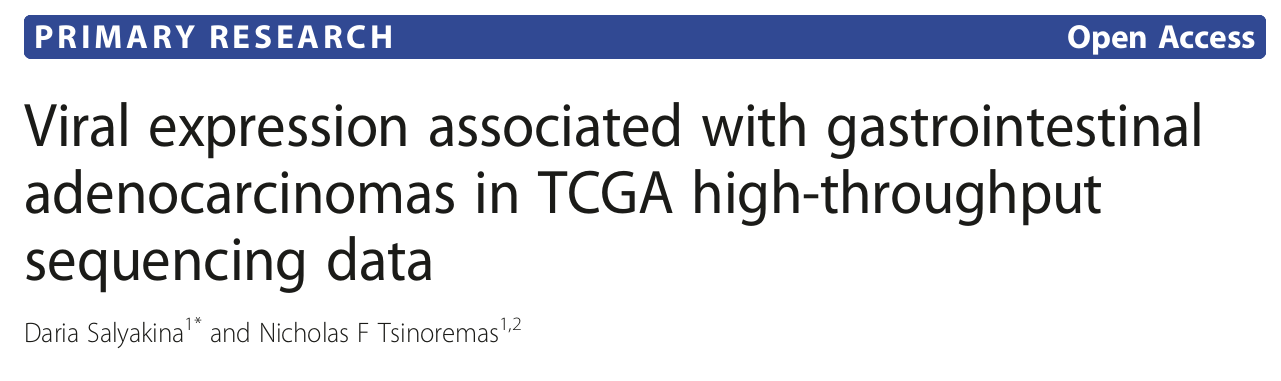 PRIMARY RESEARCH Open Access
Viral expression associated with gastrointestinal
adenocarcinomas in TCGA high-throughput
sequencing data
Daria Salyakina1* and Nicholas F Tsinoremas1,2